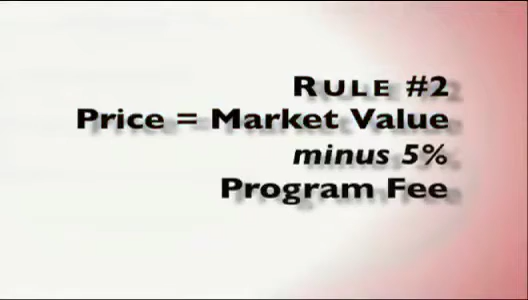 RULE #2
Price = Market Value
minus 5%
Program Fee